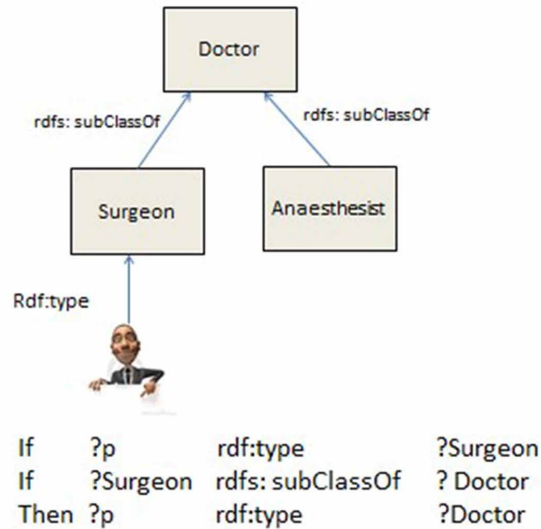 Doctor
rdfs: subClassOf
rdfs: subClassOf
Surgeon
Anaesthesist
Rdf:type
If ?p rdf:type ?Surgeon
If ?Surgeon rdfs: subClassOf ? Doctor
Then ?p rdf:type ?Doctor